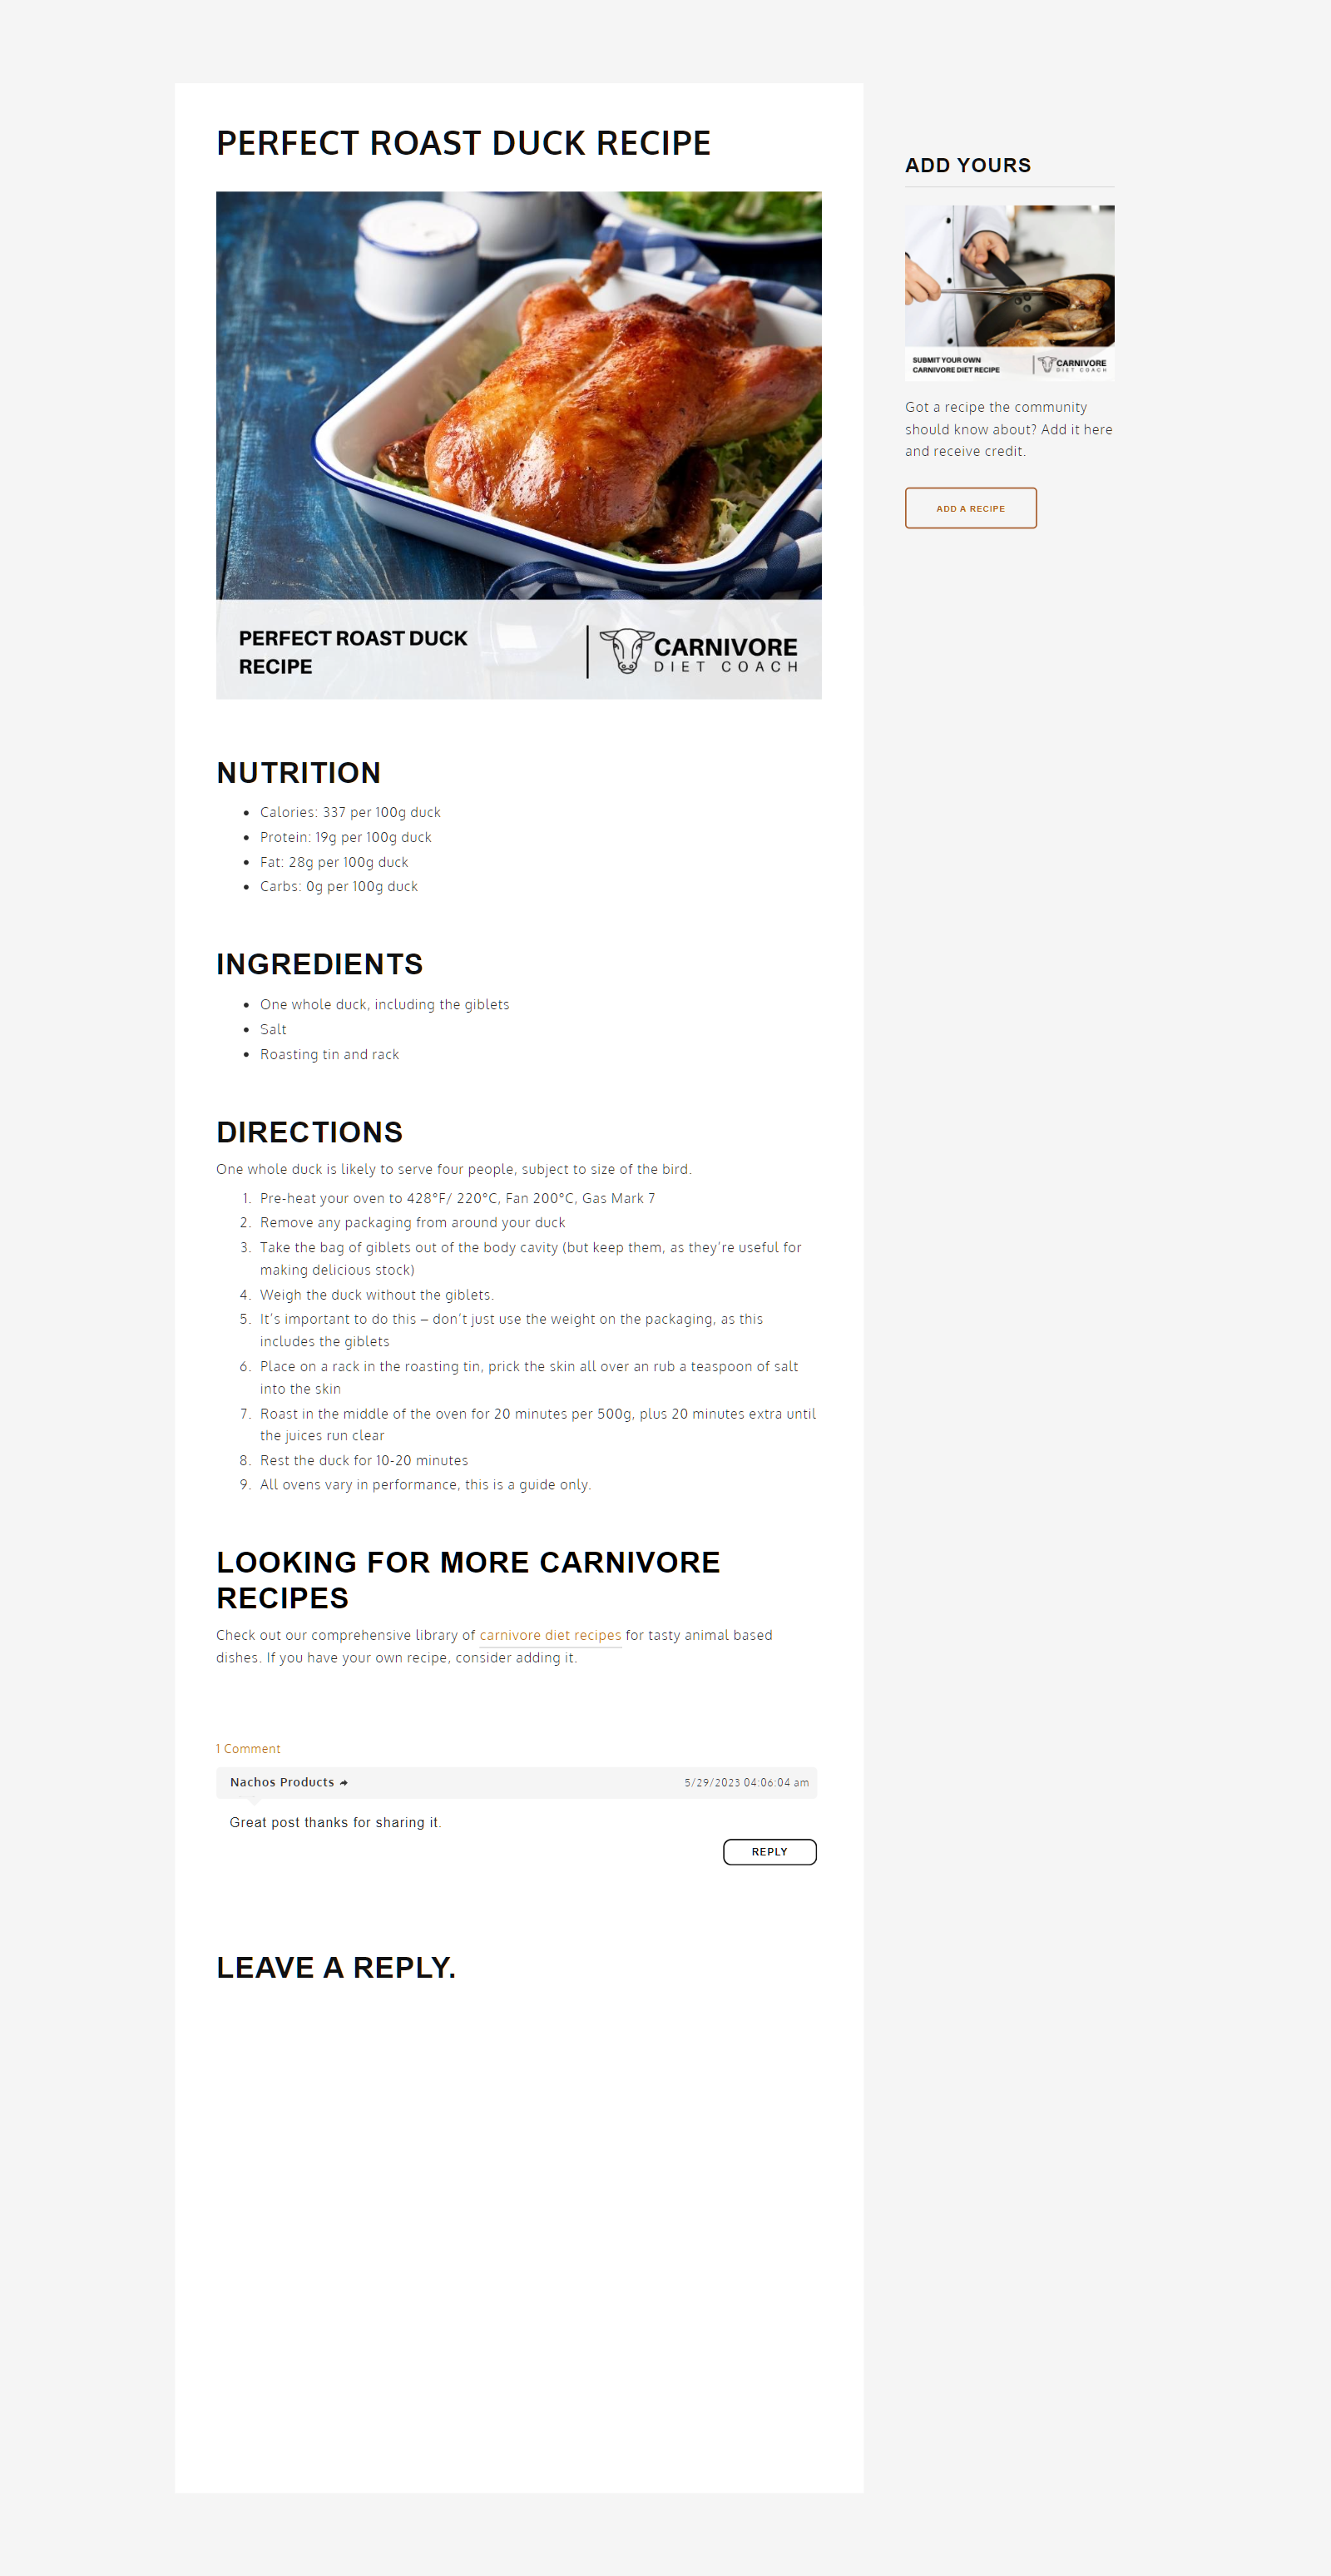 PERFECT ROAST DUCK RECIPE
PERFECT ROAST DUCK
RECIPE
CARNIVORE
DIET COACH
NUTRITION
Calories: 337 per 100g duck
Protein: 19g per 100g duck
Fat: 28g per 100g duck
Carbs: 0g per 100g duck
INGREDIENTS
One whole duck, including the giblets
Salt
Roasting tin and rack
DIRECTIONS
One whole duck is likely to serve four people, subject to size of the bird.
1. Pre-heat your oven to 428°F/ 220°C, Fan 200°C, Gas Mark 7
2. Remove any packaging from around your duck
3. Take the bag of giblets out of the body cavity (but keep them, as they're useful for
making delicious stock)
4. Weigh the duck without the giblets.
5. It's important to do this – don't just use the weight on the packaging, as this
includes the giblets
6. Place on a rack in the roasting tin, prick the skin all over an rub a teaspoon of salt
into the skin
7. Roast in the middle of the oven for 20 minutes per 500g, plus 20 minutes extra until
the juices run clear
8. Rest the duck for 10-20 minutes
9. All ovens vary in performance, this is a guide only.
LOOKING FOR MORE CARNIVORE
RECIPES
Check out our comprehensive library of carnivore diet recipes for tasty animal based
dishes. If you have your own recipe, consider adding it.
1 Comment
Nachos Products
5/29/2023 04:06:04 am
Great post thanks for sharing it.
REPLY
LEAVE A REPLY.
ADD YOURS
SUBMIT YOUR OWN
CARNIVORE DIET RECIPE
CARNIVORE
DIET COACH
Got a recipe the community
should know about? Add it here
and receive credit.
ADD A RECIPE